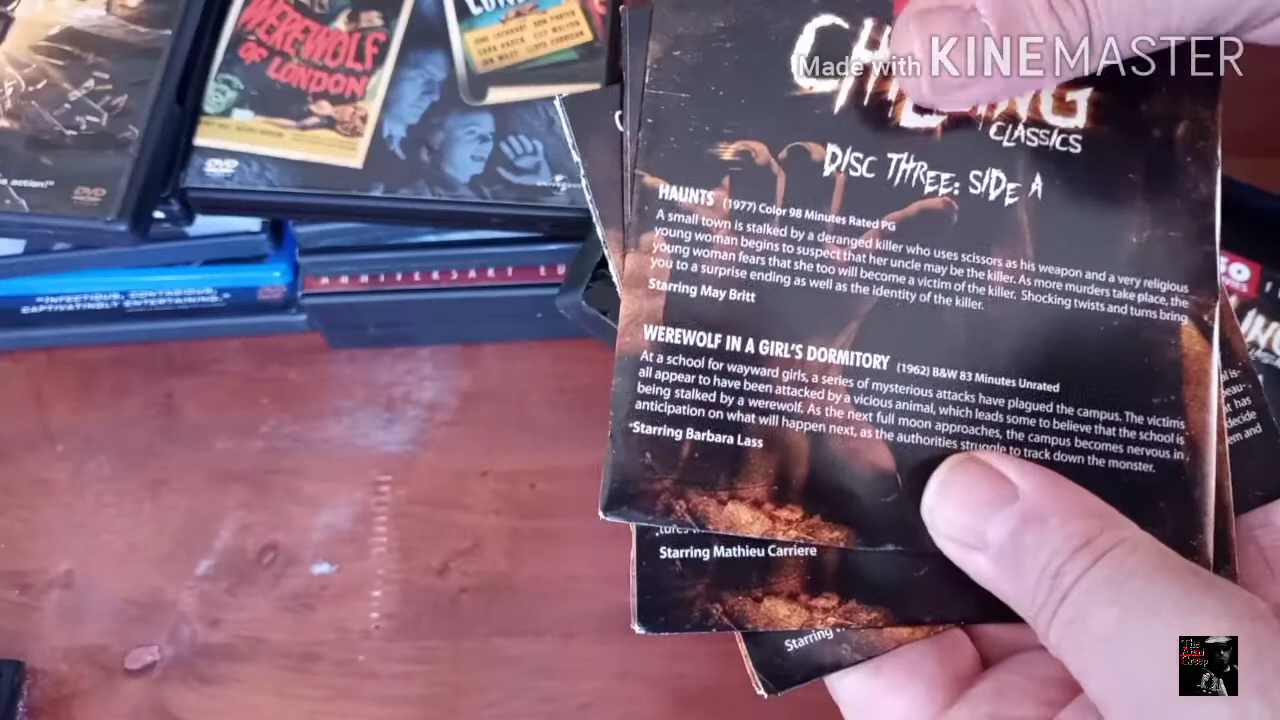 Made with KINEMASTER
WEREWOLF
OF LONDON
DVD
DVD
ANNIVERSARY
"INFECTIOUS, CONTAGIOUS,
CAPTIVATINGLY ENTERTAINING."
CLASSICS
DISC THREE: SIDE A
HAUNTS (1977) Color 98 Minutes Rated PG
A small town is stalked by a deranged killer who uses scissors as his weapon and a very religious
young woman begins to suspect that her uncle may be the killer. As more murders take place, the
young woman fears that she too will become a victim of the killer. Shocking twists and turns bring
you to a surprise ending as well as the identity of the killer.
Starring May Britt
WEREWOLF IN A GIRL'S DORMITORY (1962) B&W 83 Minutes Unrated
At a school for wayward girls, a series of mysterious attacks have plagued the campus. The victims
all appear to have been attacked by a vicious animal, which leads some to believe that the school is
being stalked by a werewolf. As the next full moon approaches, the campus becomes nervous in
anticipation on what will happen next, as the authorities struggle to track down the monster.
Starring Barbara Lass
Starring Mathieu Carriere
Starring
50
has
decide
em and